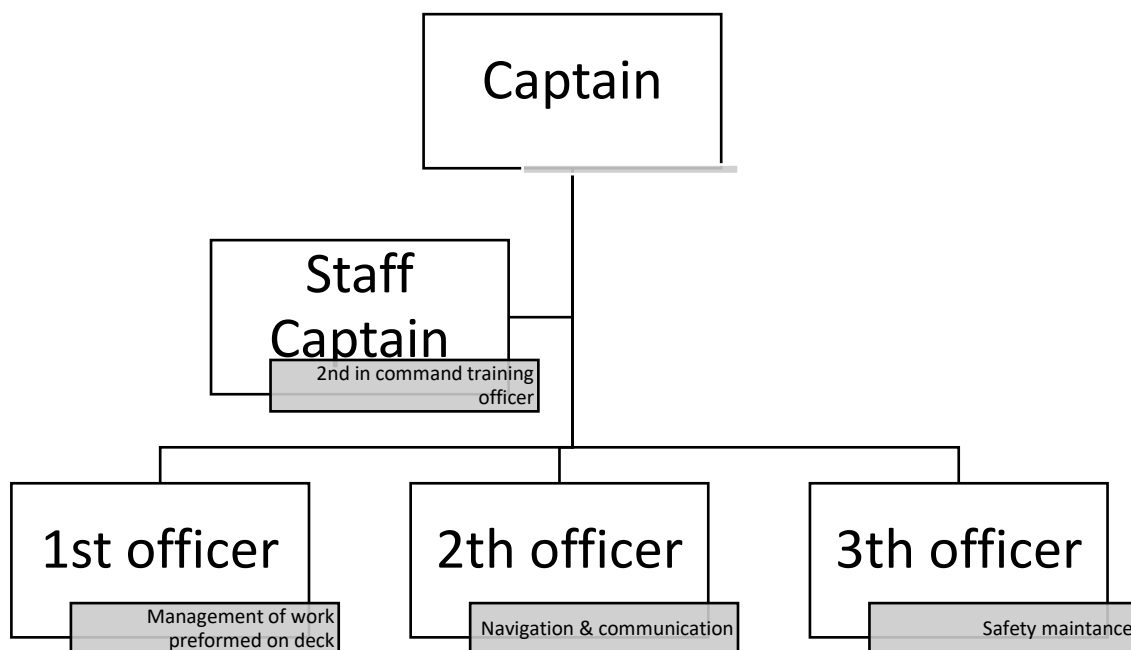 Captain
Staff
Captain
2nd in command training
officer
1st officer
Management of work
preformed on deck
2th officer
Navigation & communication
3th officer
Safety maintance